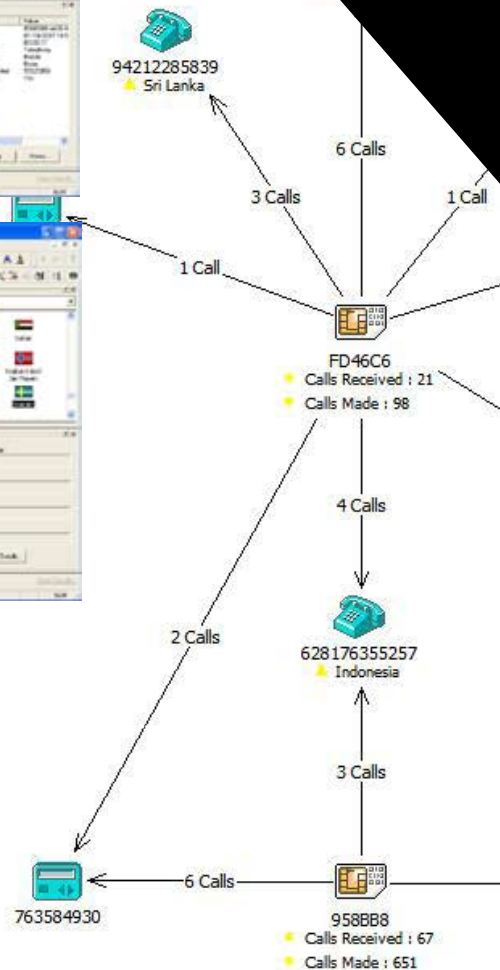 94212285839
Sri Lanka
6 Calls
3 Calls
1 Call
1 Call
FD46C6
Calls Received : 21
Calls Made : 98
4 Calls
2 Calls
628176355257
Indonesia
3 Calls
6 Calls
763584930
958BB8
Calls Received : 67
Calls Made : 651